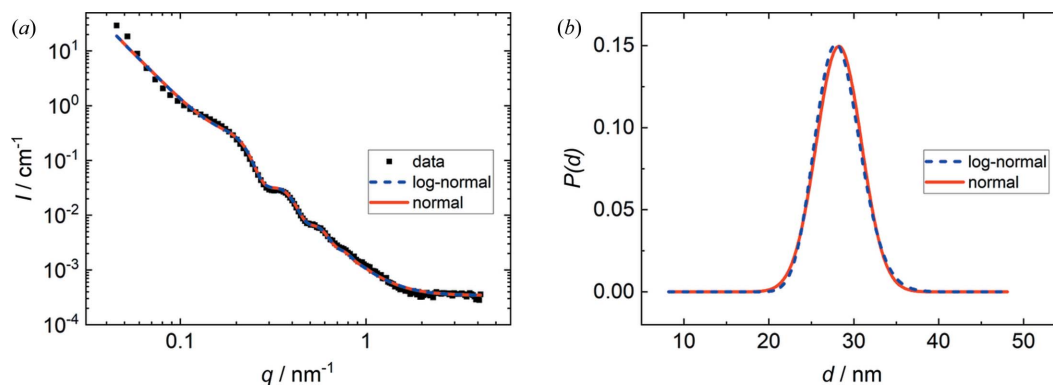 (a)
10¹
10⁰
10⁻¹
10⁻²
10⁻³
10⁻⁴
I / cm⁻¹
data
log-normal
normal
0.1
1
q / nm⁻¹
(b)
0.15
0.10
0.05
0.00
P(d)
log-normal
normal
10
20
30
40
50
d / nm